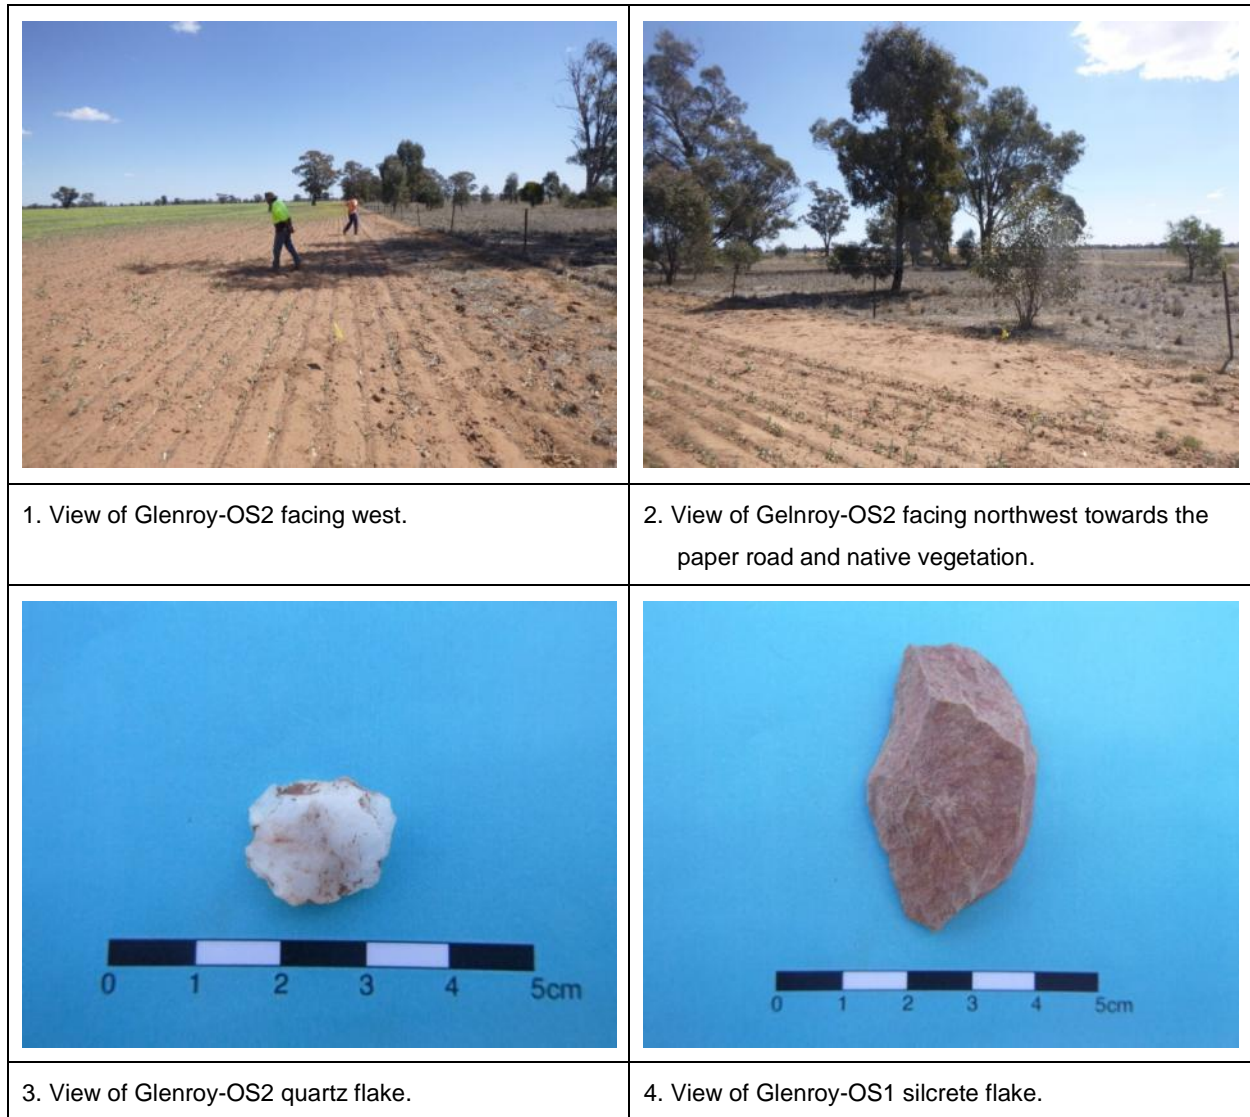 1. View of Glenroy-OS2 facing west.
2. View of Gelnroy-OS2 facing northwest towards the
paper road and native vegetation.
0 1 2 3 4 5cm
0 1 2 3 4 5cm
3. View of Glenroy-OS2 quartz flake.
4. View of Glenroy-OS1 silcrete flake.